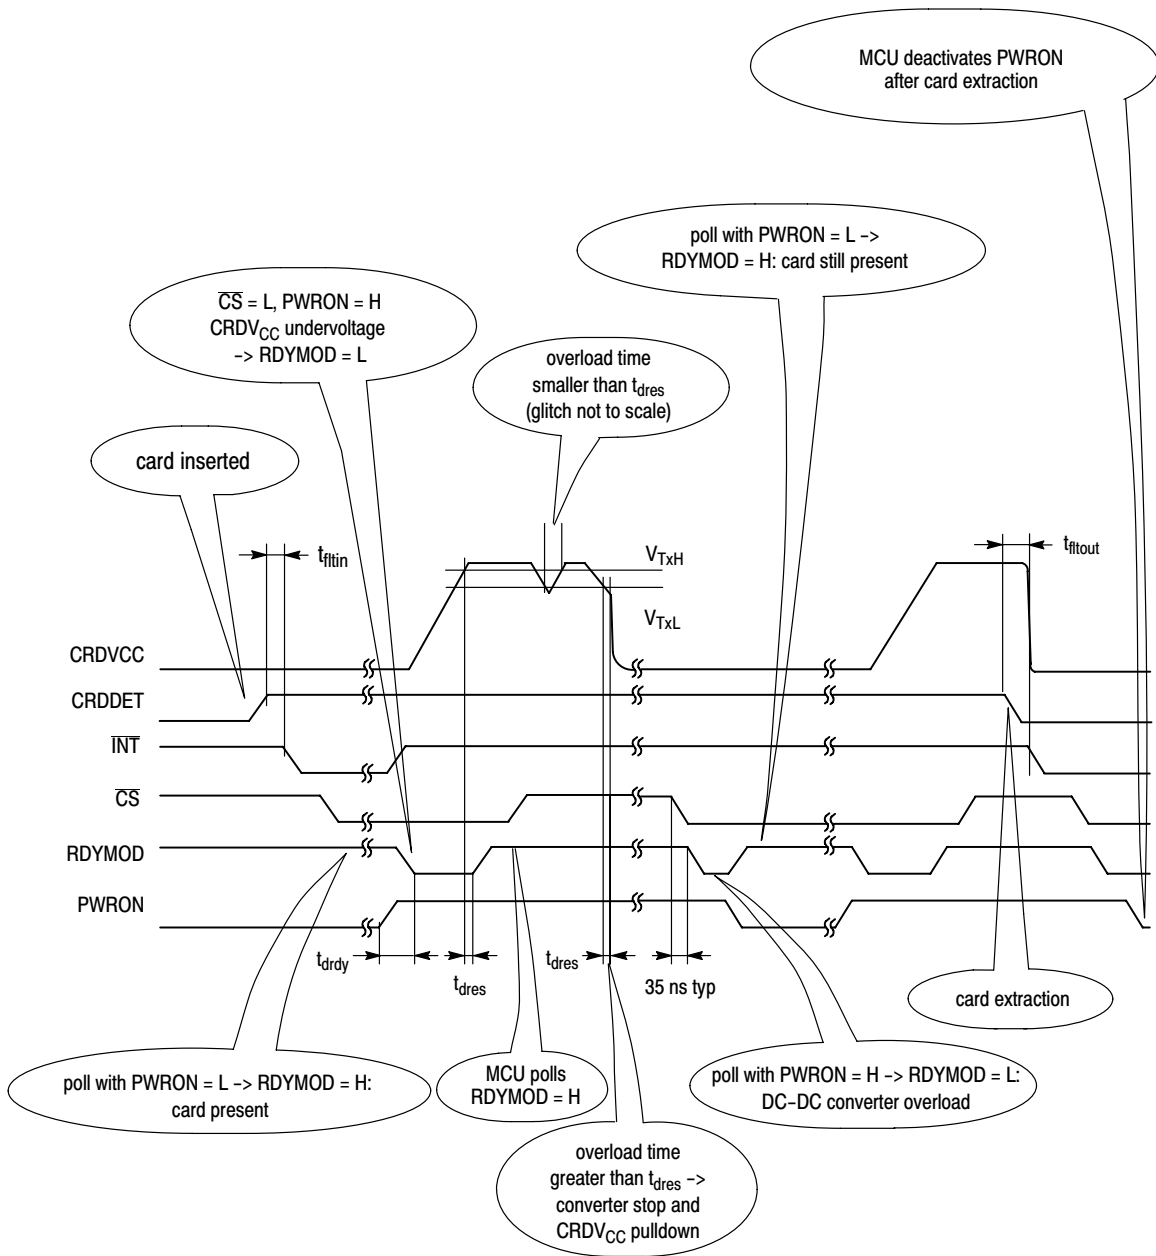 MCU deactivates PWRON
after card extraction
poll with PWRON = L –>
RDYMOD = H: card still present
CS = L, PWRON = H
CRDVCC undervoltage
–> RDYMOD = L
overload time
smaller than tdres
(glitch not to scale)
card inserted
tfltin
VTxH
tfltout
VTxL
CRDVCC
CRDDET
INT
CS
RDYMOD
PWRON
tdrdy
tdres
tdres
35 ns typ
card extraction
poll with PWRON = L –> RDYMOD = H:
card present
MCU polls
RDYMOD = H
poll with PWRON = H –> RDYMOD = L:
DC–DC converter overload
overload time
greater than tdres –>
converter stop and
CRDVCC pulldown